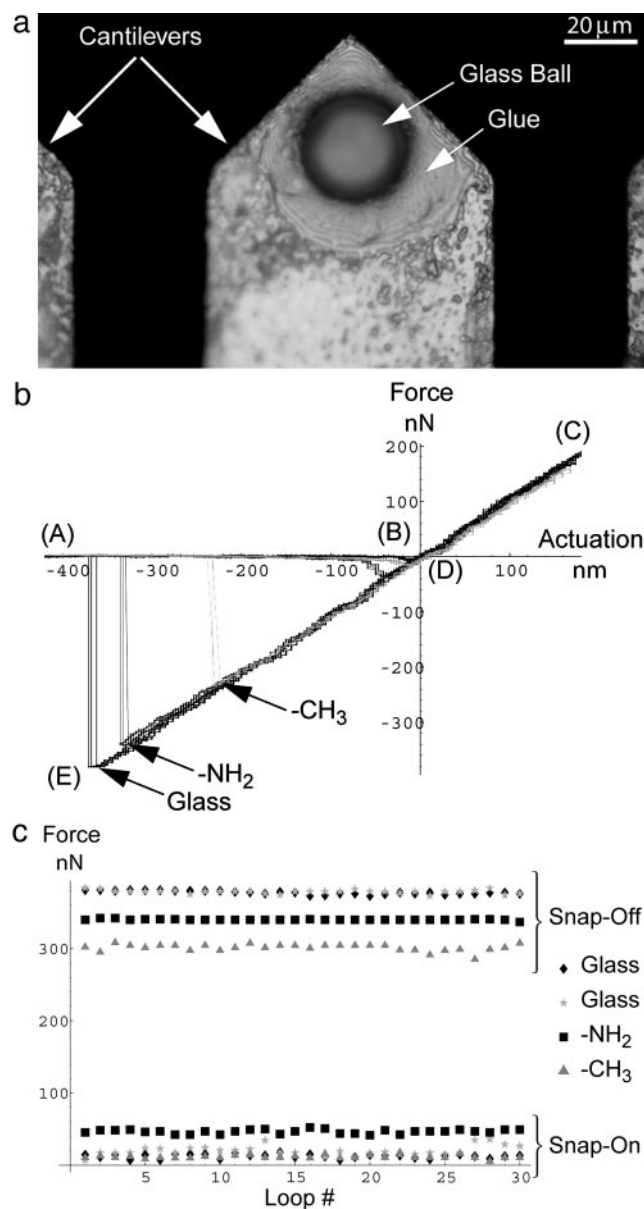 a
Cantilevers
20 μm
Glass Ball
Glue
b
Force
nN
200
(C)
100
(A)
(B)
Actuation
-400
-300
-200
-100
(D)
100
nm
-100
-200
-CH₃
-300
-NH₂
(E)
Glass
c
Force
nN
Snap-Off
300
Glass
Glass
200
-NH₂
-CH₃
100
Snap-On
5
10
15
20
25
30
Loop #